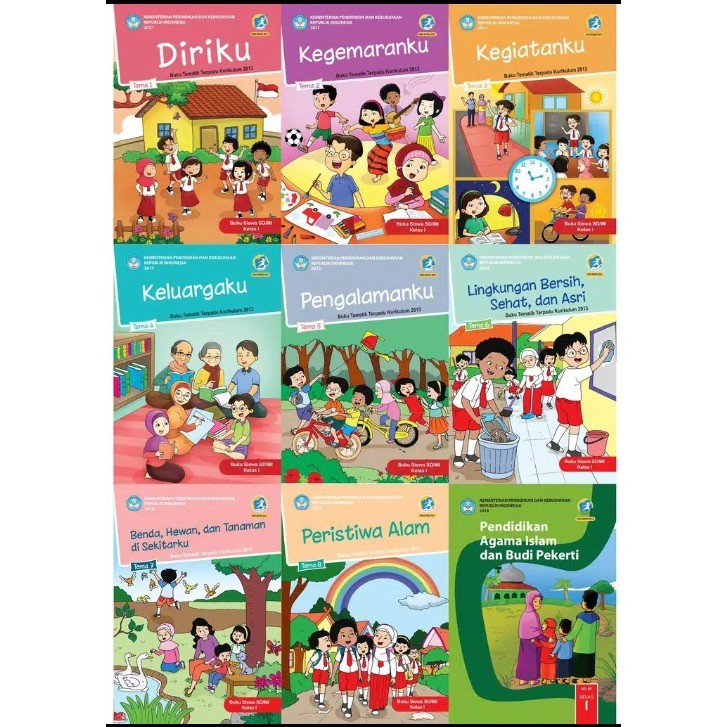 KEMENTERIAN PENDIDIKAN DAN KEBUDAYAAN
REPUBLIK INDONESIA
2017
Diriku
Buku Tematik Terpadu Kurikulum 2013
Tema 1
Buku Siswa SD/MI
Kelas I
KEMENTERIAN PENDIDIKAN DAN KEBUDAYAAN
REPUBLIK INDONESIA
2017
Kegemaranku
Buku Tematik Terpadu Kurikulum 2013
Tema 2
Buku Siswa SD/MI
Kelas I
KEMENTERIAN PENDIDIKAN DAN KEBUDAYAAN
REPUBLIK INDONESIA
Kegiatanku
Buku Tematik Terpadu Kurikulum 2013
Tema 3
Buku Siswa SD/MI
Kelas I
KEMENTERIAN PENDIDIKAN DAN KEBUDAYAAN
REPUBLIK INDONESIA
Keluargaku
Buku Tematik Terpadu Kurikulum 2013
Tema 4
Buku Siswa SD/MI
Kelas I
KEMENTERIAN PENDIDIKAN DAN KEBUDAYAAN
REPUBLIK INDONESIA
Pengalamanku
Buku Tematik Terpadu Kurikulum 2013
Tema 5
Buku Siswa SD/MI
Kelas I
KEMENTERIAN PENDIDIKAN DAN KEBUDAYAAN
REPUBLIK INDONESIA
Lingkungan Bersih,
Sehat, dan Asri
Buku Tematik Terpadu Kurikulum 2013
Tema 6
Buku Siswa SD/MI
Kelas I
KEMENTERIAN PENDIDIKAN DAN KEBUDAYAAN
REPUBLIK INDONESIA
Benda, Hewan, dan Tanaman
di Sekitarku
Buku Tematik Terpadu Kurikulum 2013
Tema 7
Buku Siswa SD/MI
Kelas I
KEMENTERIAN PENDIDIKAN DAN KEBUDAYAAN
REPUBLIK INDONESIA
Peristiwa Alam
Buku Tematik Terpadu Kurikulum 2013
Tema 8
Buku Siswa SD/MI
Kelas I
KEMENTERIAN PENDIDIKAN DAN KEBUDAYAAN
REPUBLIK INDONESIA
Pendidikan
Agama Islam
dan Budi Pekerti
KELAS
I